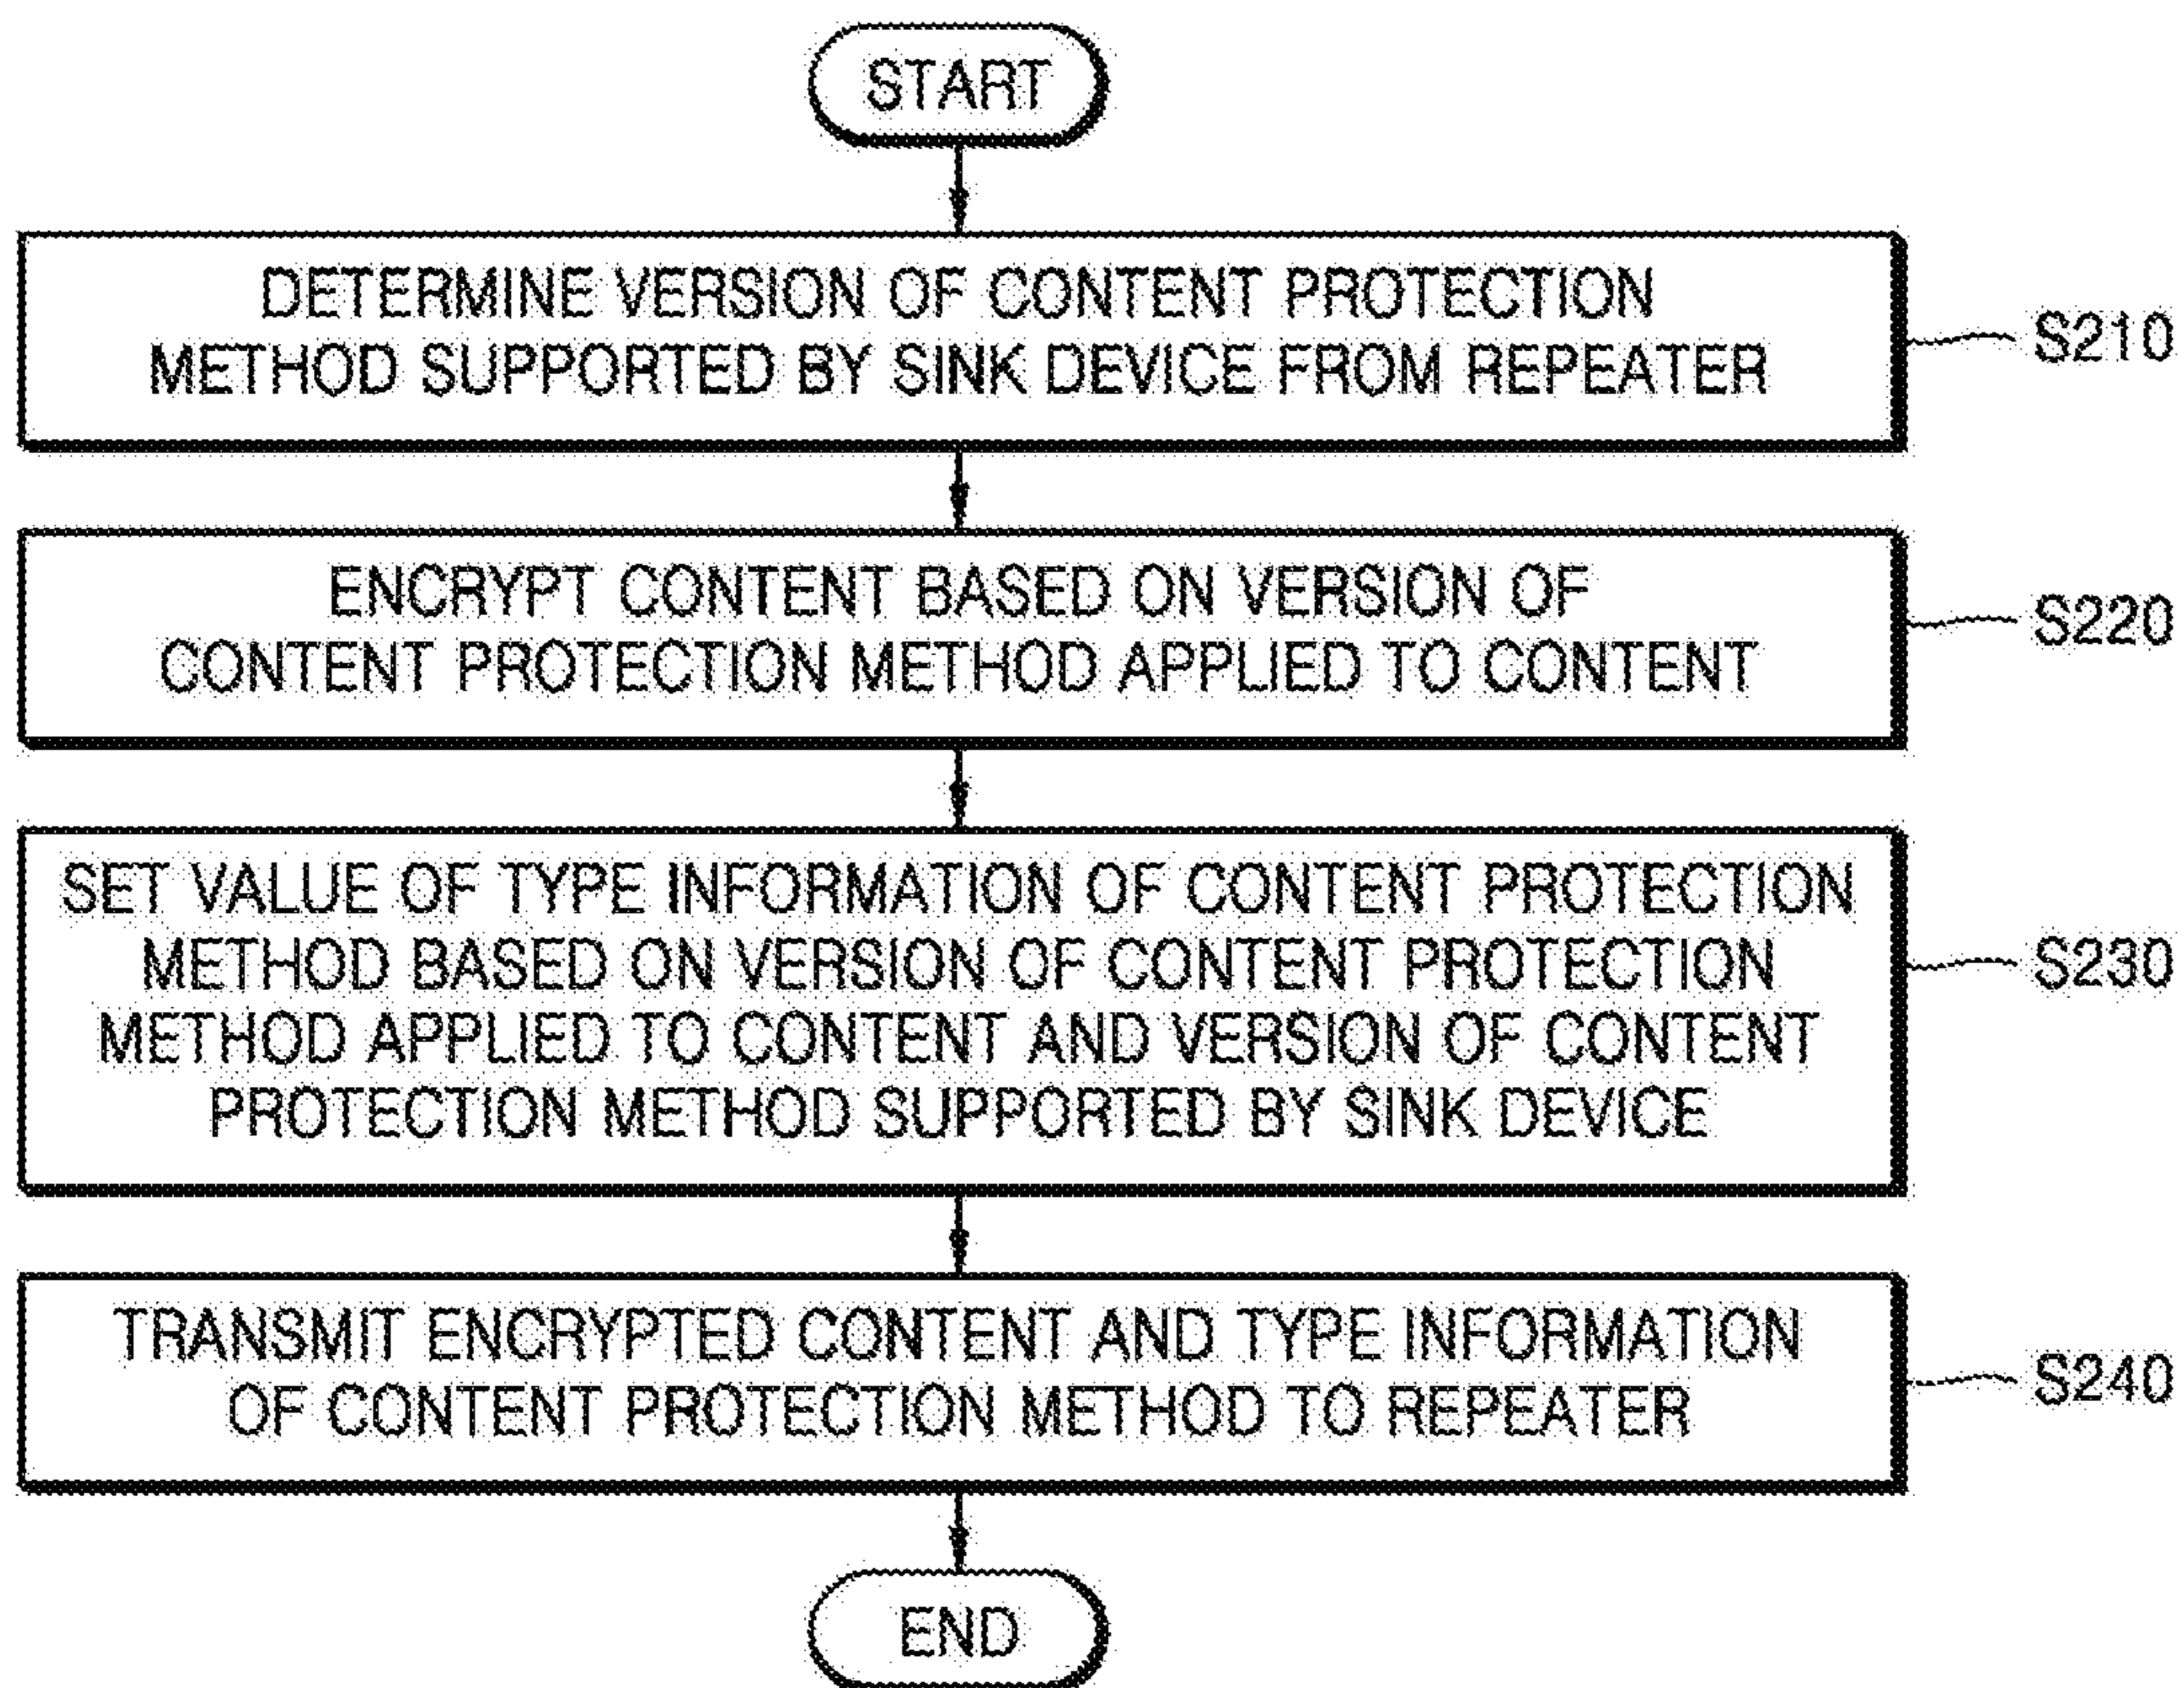 START
DETERMINE VERSION OF CONTENT PROTECTION
METHOD SUPPORTED BY SINK DEVICE FROM REPEATER
S210
ENCRYPT CONTENT BASED ON VERSION OF
CONTENT PROTECTION METHOD APPLIED TO CONTENT
S220
SET VALUE OF TYPE INFORMATION OF CONTENT PROTECTION
METHOD BASED ON VERSION OF CONTENT PROTECTION
METHOD APPLIED TO CONTENT AND VERSION OF CONTENT
PROTECTION METHOD SUPPORTED BY SINK DEVICE
S230
TRANSMIT ENCRYPTED CONTENT AND TYPE INFORMATION
OF CONTENT PROTECTION METHOD TO REPEATER
S240
END